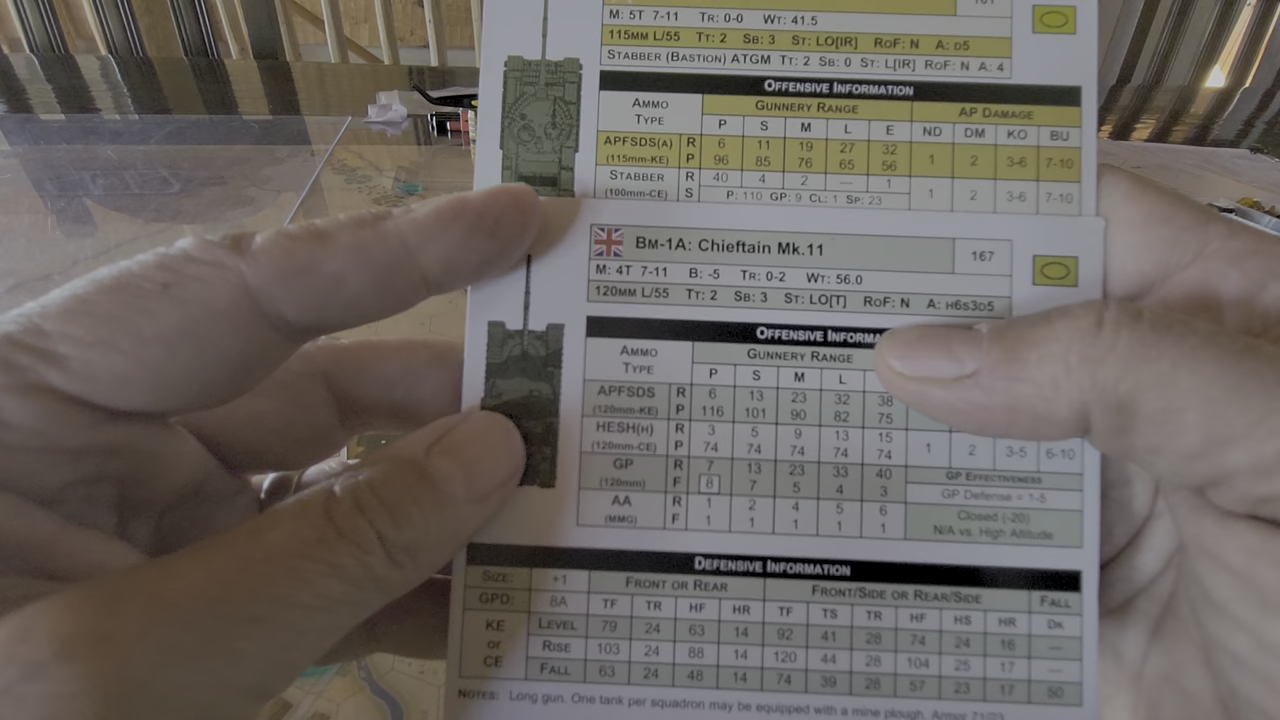 M: 5T 7-11 TR: 0-0 WT: 41.5
115MM L/55 TT: 2 SB: 3 ST: LO[IR] ROF: N A: D5
STABBER (BASTION) ATGM TT: 2 SB: 0 ST: L[IR] ROF: N A: 4
OFFENSIVE INFORMATION
AMMO TYPE GUNNERY RANGE AP DAMAGE
P S M L E ND DM KO BU
APFSDS(A) R 6 11 19 27 32
(115mm-KE) P 96 85 76 65 56 1 2 3-6 7-10
STABBER R 40 4 2 — 1
(100mm-CE) S P: 110 GP: 9 CL: 1 SP: 23 1 2 3-6 7-10
BM-1A: Chieftain Mk.11 167
M: 4T 7-11 B: -5 TR: 0-2 WT: 56.0
120MM L/55 TT: 2 SB: 3 ST: LO[T] ROF: N A: H6S3D5
OFFENSIVE
AMMO TYPE GUNNERY RANGE
P S M L
APFSDS R 6 13 23 32 38
(120mm-KE) P 116 101 90 82 75
HESH(H) R 3 5 9 13 15
(120mm-CE) P 74 74 74 74 74 1 2 3-5 6-10
GP R 7 13 23 33 40 GP EFFECTIVENESS
(120mm) F 8 7 5 4 3 GP Defense = 1-5
AA R 1 2 4 5 6 Closed (-20)
(MMG) F 1 1 1 1 1 N/A vs. High Altitude
DEFENSIVE INFORMATION
SIZE: +1 FRONT OR REAR FRONT/SIDE OR REAR/SIDE FALL
GPD: 8A TF TR HF HR TF TS TR HF HS HR DK
KE or CE
LEVEL 79 24 63 14 92 41 28 74 24 16 —
RISE 103 24 88 14 120 44 28 104 25 17 —
FALL 63 24 48 14 74 39 28 57 23 17 50
NOTES: Long gun. One tank per squadron may be equipped with a mine plough.